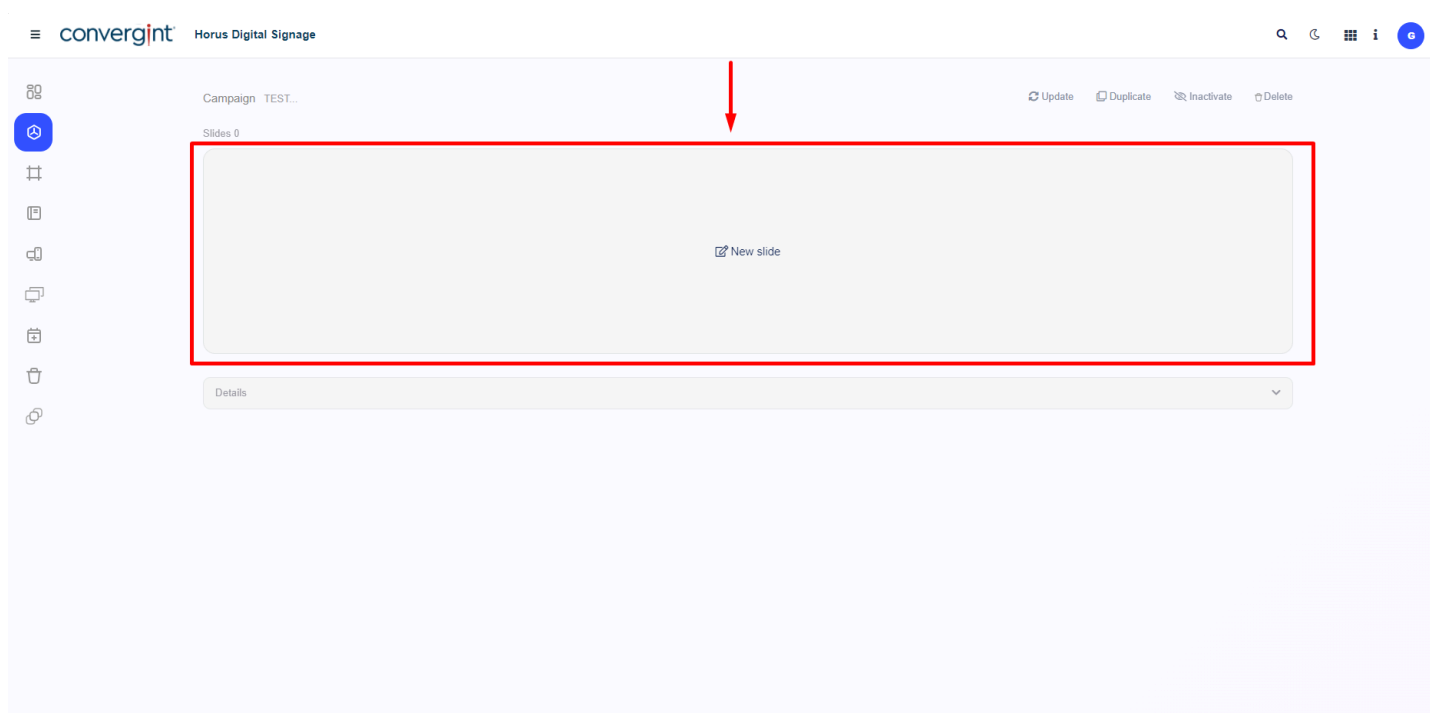 convergint Horus Digital Signage
G
Campaign TEST...
Update Duplicate Inactivate Delete
Slides 0
New slide
Details